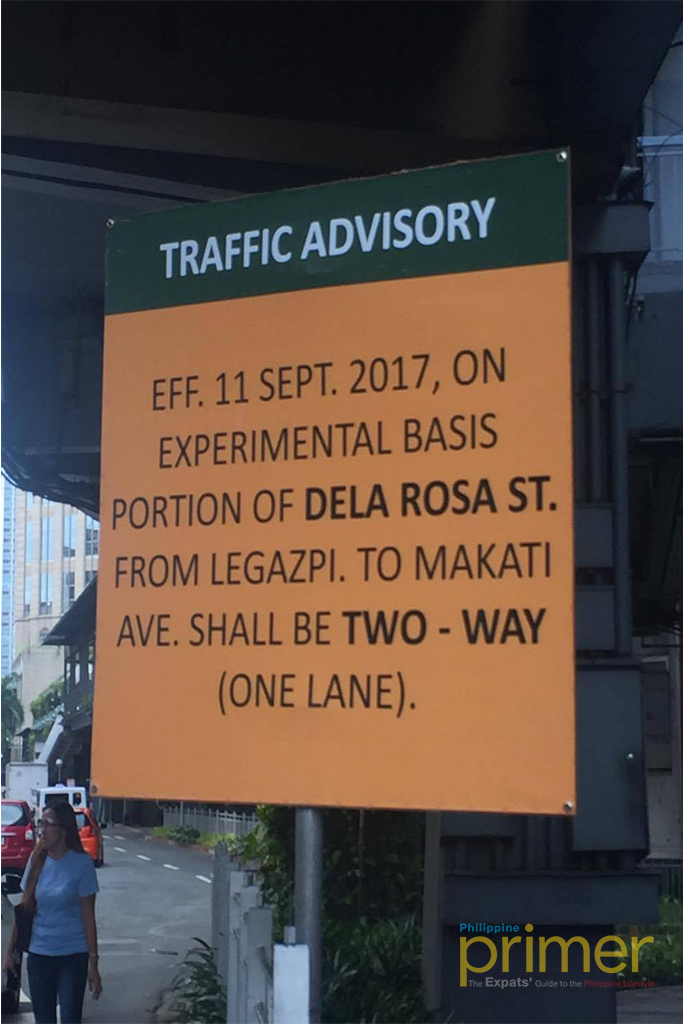 TRAFFIC ADVISORY
EFF. 11 SEPT. 2017, ON
EXPERIMENTAL BASIS
PORTION OF DELA ROSA ST.
FROM LEGAZPI. TO MAKATI
AVE. SHALL BE TWO - WAY
(ONE LANE).
Philippine
primer
The Expats' Guide to the Philippine Lifestyle